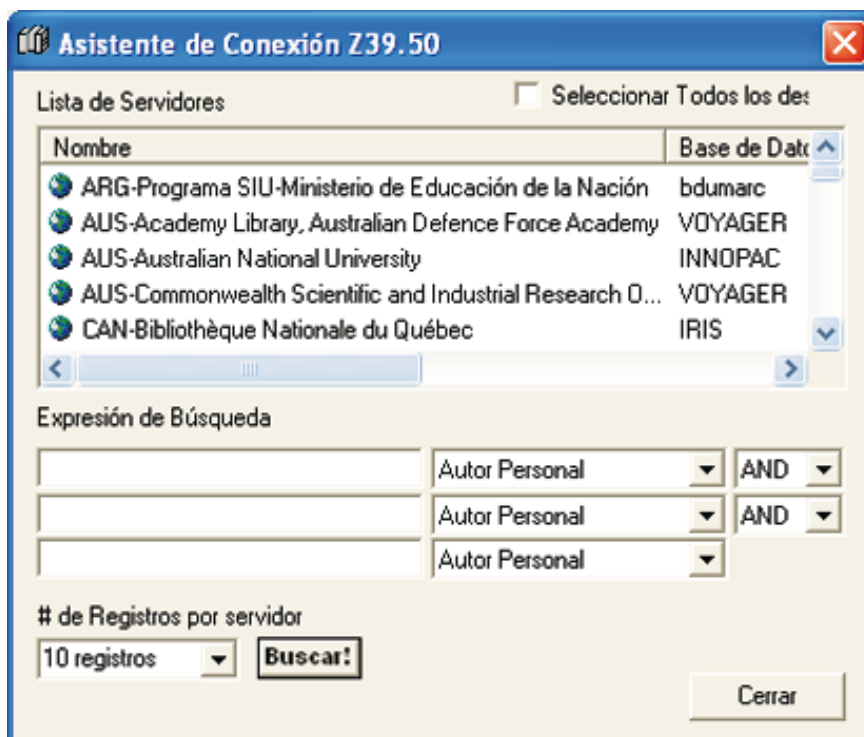 Asistente de Conexión Z39.50
Lista de Servidores Seleccionar Todos los des
Nombre Base de Dato
ARG-Programa SIU-Ministerio de Educación de la Nación bdumarc
AUS-Academy Library, Australian Defence Force Academy VOYAGER
AUS-Australian National University INNOPAC
AUS-Commonwealth Scientific and Industrial Research O... VOYAGER
CAN-Bibliothèque Nationale du Québec IRIS
Expresión de Búsqueda
Autor Personal AND
Autor Personal AND
Autor Personal
# de Registros por servidor
10 registros Buscar!
Cerrar